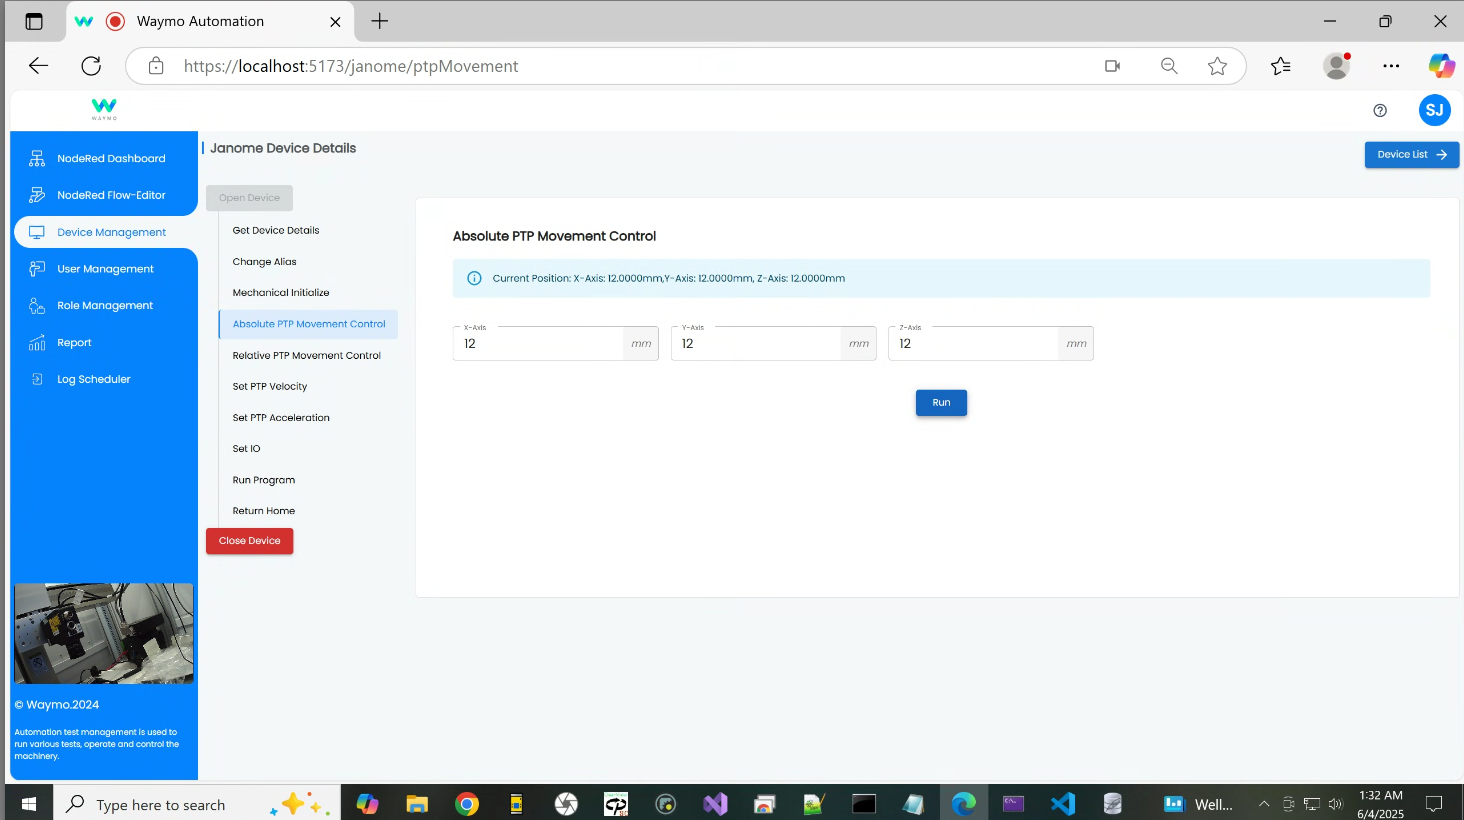 Waymo Automation
https://localhost:5173/janome/ptpMovement
WAYMO
SJ
NodeRed Dashboard
NodeRed Flow-Editor
Device Management
User Management
Role Management
Report
Log Scheduler
© Waymo.2024
Automation test management is used to
run various tests, operate and control the
machinery.
Janome Device Details
Device List
Open Device
Get Device Details
Change Alias
Mechanical Initialize
Absolute PTP Movement Control
Relative PTP Movement Control
Set PTP Velocity
Set PTP Acceleration
Set IO
Run Program
Return Home
Close Device
Absolute PTP Movement Control
Current Position: X-Axis: 12.0000mm,Y-Axis: 12.0000mm, Z-Axis: 12.0000mm
X-Axis
12 mm
Y-Axis
12 mm
Z-Axis
12 mm
Run
Type here to search
Well...
1:32 AM
6/4/2025